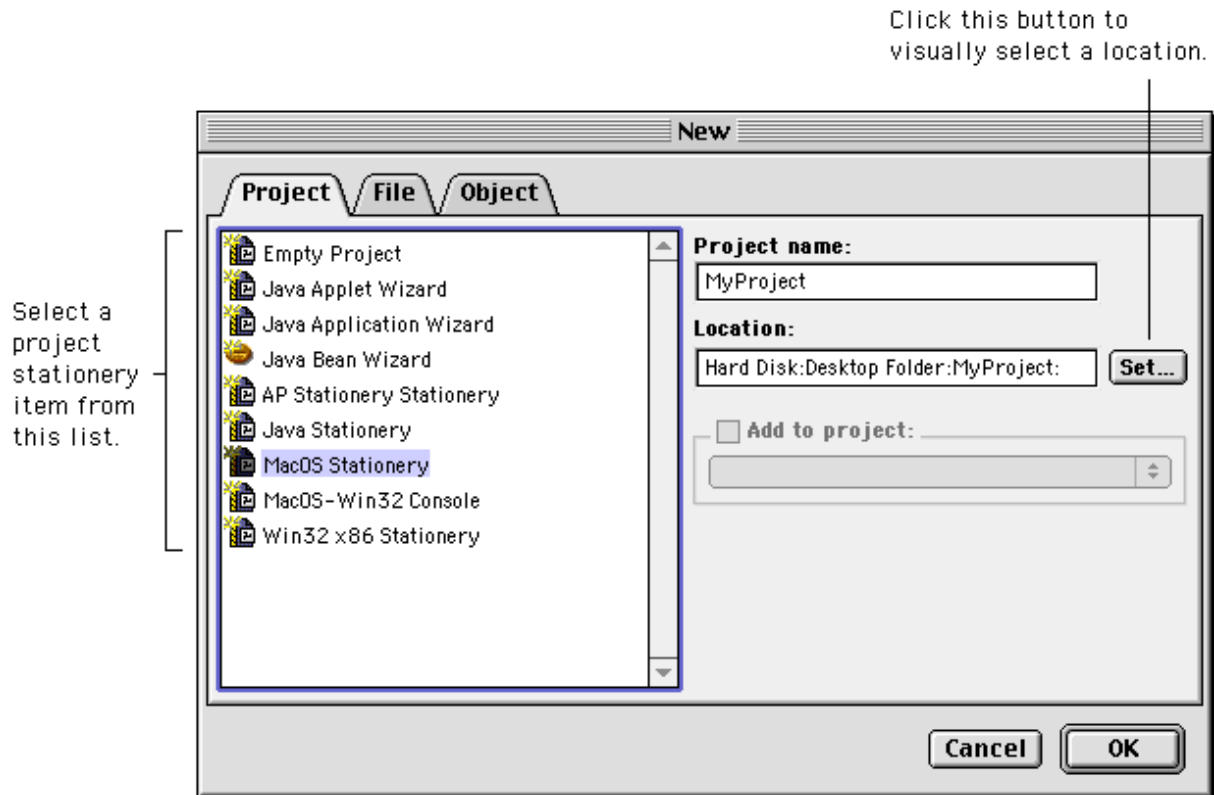 Click this button to
visually select a location.
New
Project
File
Object
Select a
project
stationery
item from
this list.
Empty Project
Java Applet Wizard
Java Application Wizard
Java Bean Wizard
AP Stationery Stationery
Java Stationery
MacOS Stationery
MacOS-Win32 Console
Win32 x86 Stationery
Project name:
MyProject
Location:
Hard Disk:Desktop Folder:MyProject:
Set...
Add to project:
Cancel
OK